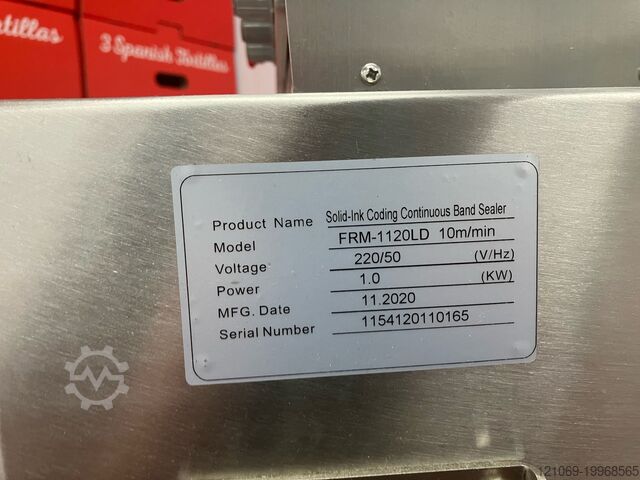 3 Spanish Tortillas
Product Name Solid-Ink Coding Continuous Band Sealer
Model FRM-1120LD 10m/min
Voltage 220/50 (V/Hz)
Power 1.0 (KW)
MFG. Date 11.2020
Serial Number 1154120110165
121069-19968565